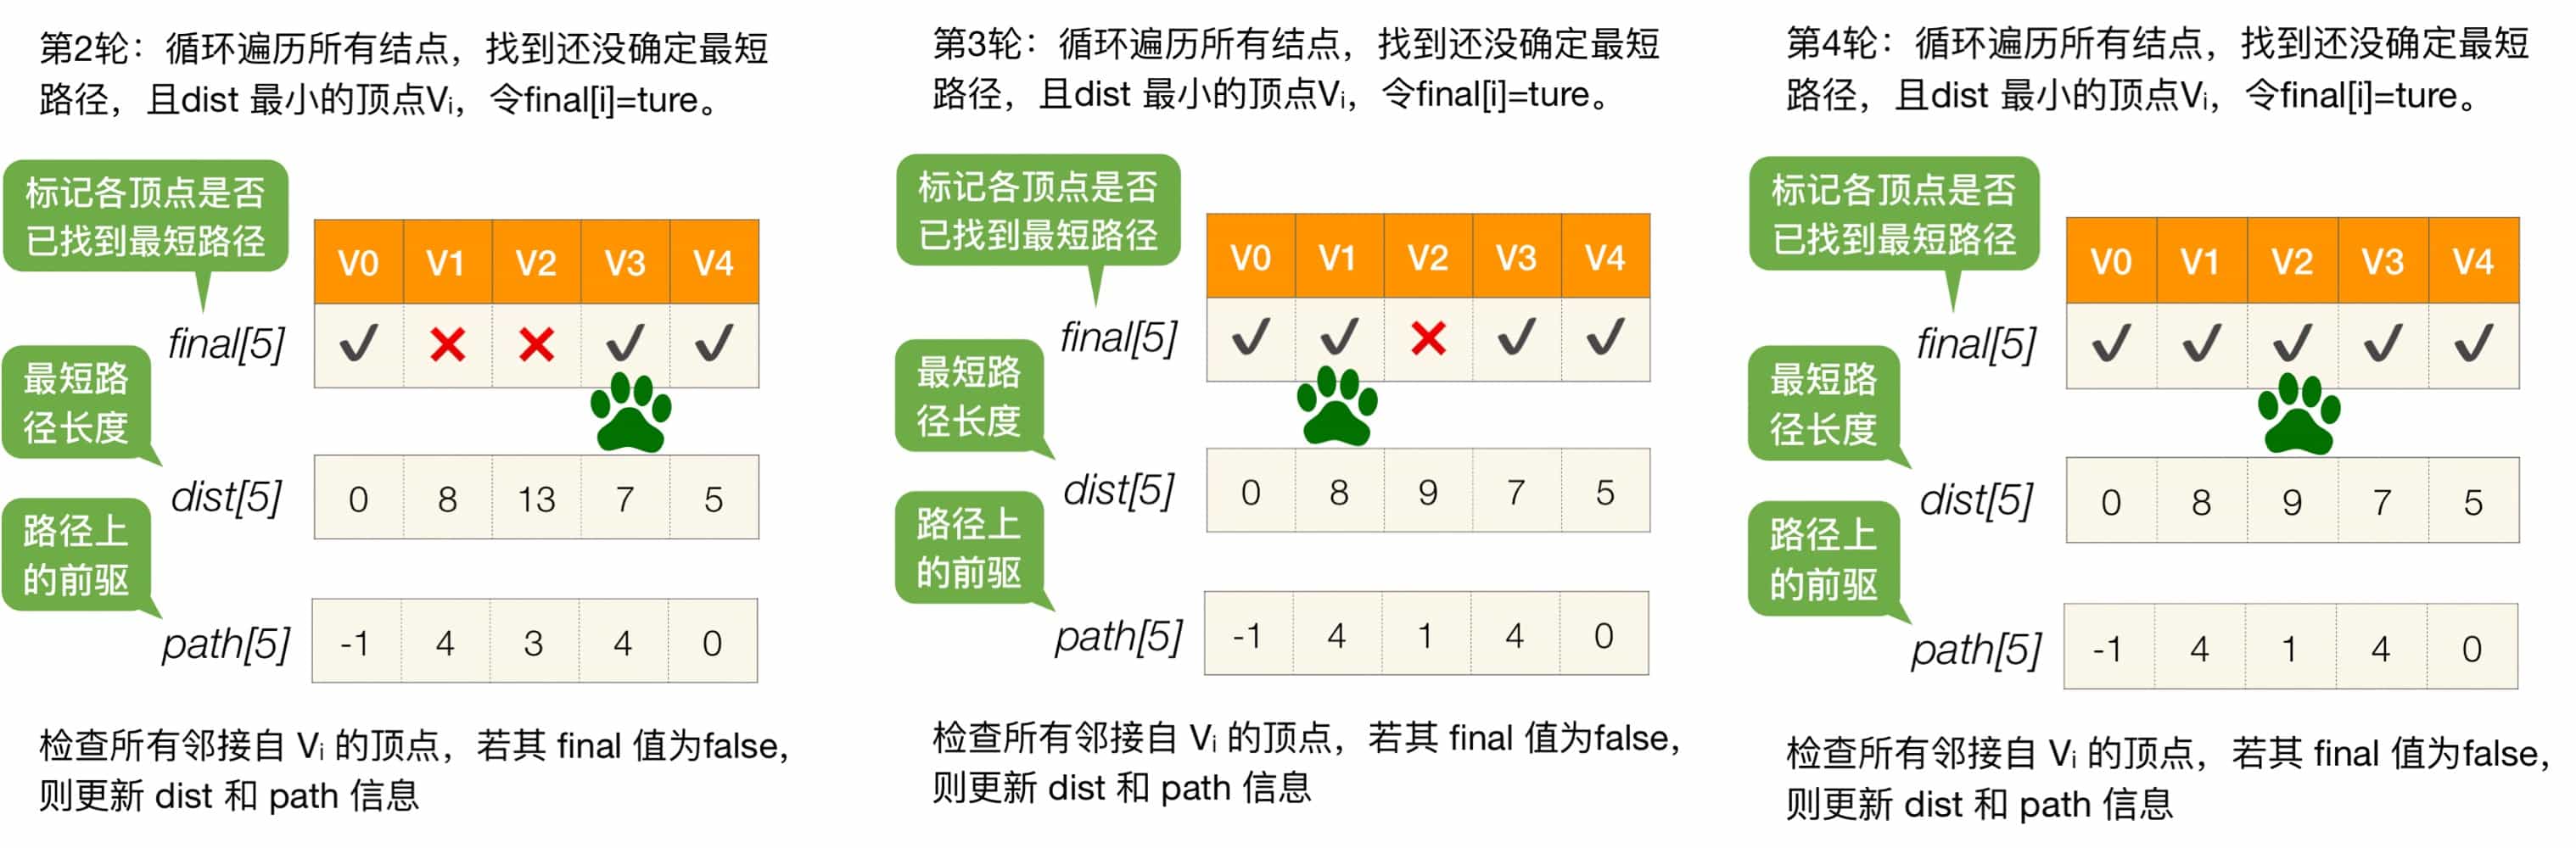 第2轮：循环遍历所有结点，找到还没确定最短
路径，且dist 最小的顶点Vi，令final[i]=ture。
标记各顶点是否
已找到最短路径
V0 V1 V2 V3 V4
final[5] ✓ ✕ ✕ ✓ ✓
最短路
径长度
dist[5] 0 8 13 7 5
路径上
的前驱
path[5] -1 4 3 4 0
检查所有邻接自 Vi 的顶点，若其 final 值为false，
则更新 dist 和 path 信息
第3轮：循环遍历所有结点，找到还没确定最短
路径，且dist 最小的顶点Vi，令final[i]=ture。
标记各顶点是否
已找到最短路径
V0 V1 V2 V3 V4
final[5] ✓ ✓ ✕ ✓ ✓
最短路
径长度
dist[5] 0 8 9 7 5
路径上
的前驱
path[5] -1 4 1 4 0
检查所有邻接自 Vi 的顶点，若其 final 值为false，
则更新 dist 和 path 信息
第4轮：循环遍历所有结点，找到还没确定最短
路径，且dist 最小的顶点Vi，令final[i]=ture。
标记各顶点是否
已找到最短路径
V0 V1 V2 V3 V4
final[5] ✓ ✓ ✓ ✓ ✓
最短路
径长度
dist[5] 0 8 9 7 5
路径上
的前驱
path[5] -1 4 1 4 0
检查所有邻接自 Vi 的顶点，若其 final 值为false，
则更新 dist 和 path 信息